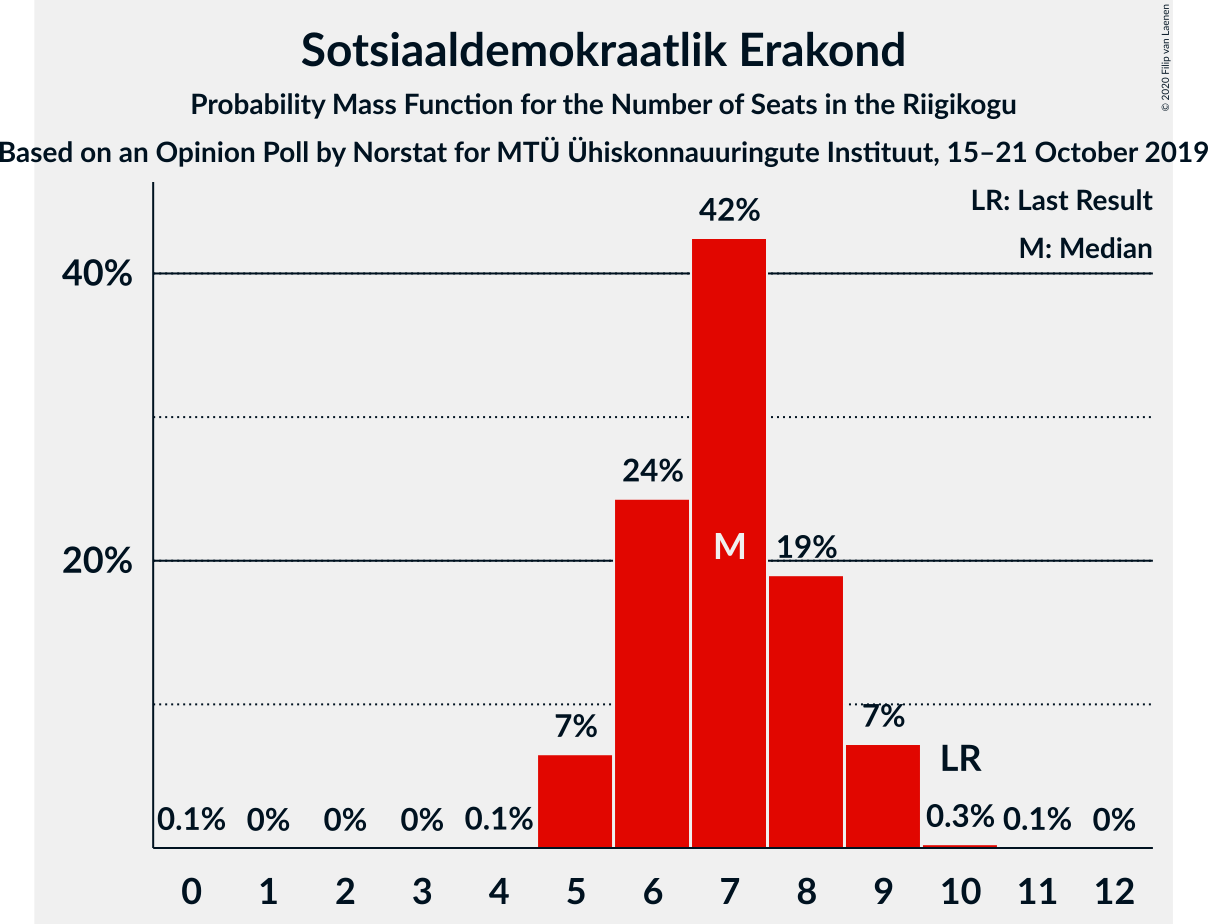 Sotsiaaldemokraatlik Erakond
Probability Mass Function for the Number of Seats in the Riigikogu
Based on an Opinion Poll by Norstat for MTÜ Ühiskonnauuringute Instituut, 15–21 October 2019
© 2020 Filip van Laenen
LR: Last Result
M: Median
42%
40%
24%
M
19%
20%
7%
7%
LR
0.1% 0% 0% 0% 0.1% 0.3% 0.1% 0%
0 1 2 3 4 5 6 7 8 9 10 11 12